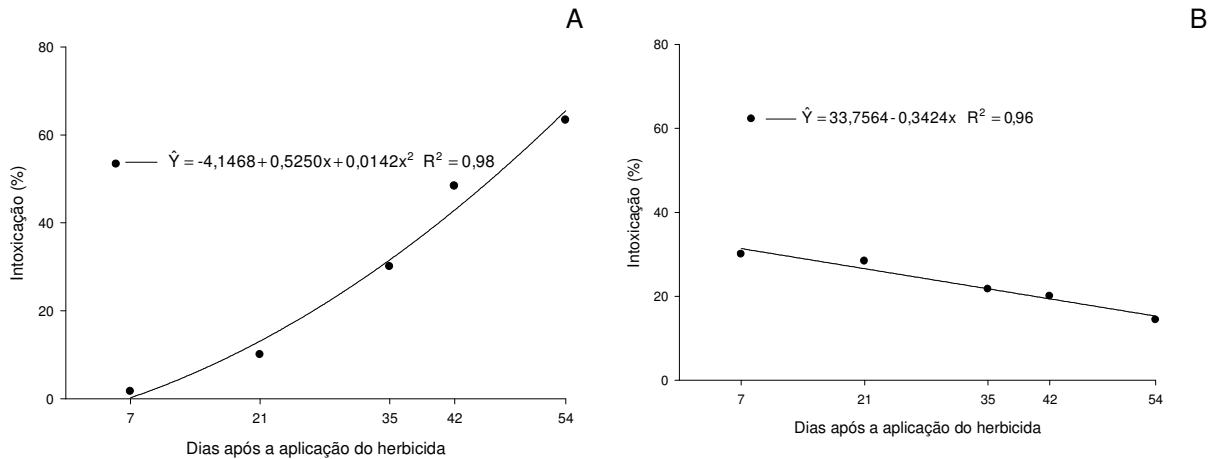 A
80
60
40
20
0
Intoxicação (%)
Ŷ = -4,1468 + 0,5250x + 0,0142x² R² = 0,98
7 21 35 42 54
Dias após a aplicação do herbicida
B
80
60
40
20
0
Intoxicação (%)
Ŷ = 33,7564 - 0,3424x R² = 0,96
7 21 35 42 54
Dias após a aplicação do herbicida